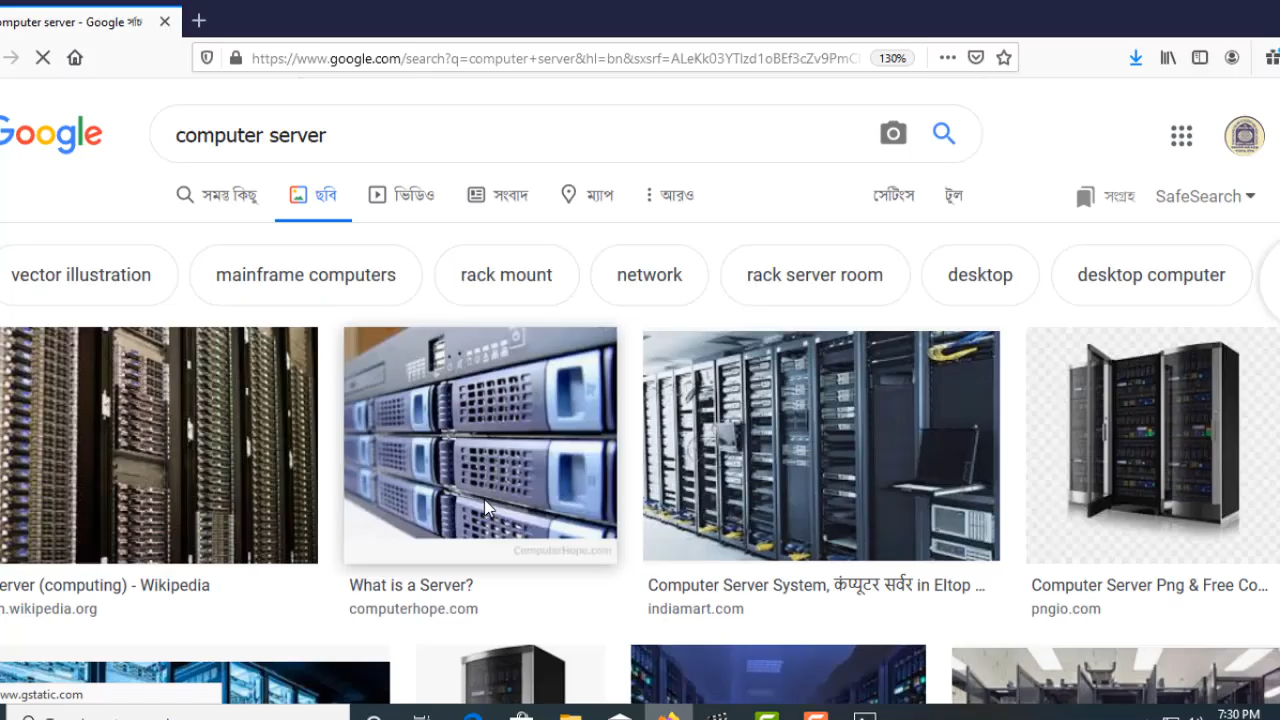 omputer server - Google সার্চ
https://www.google.com/search?q=computer+server&hl=bn&sxsrf=ALeKk03YTlzd1oBEf3cZv9PmC
130%
Google
computer server
সমস্ত কিছু
ছবি
ভিডিও
সংবাদ
ম্যাপ
আরও
সেটিংস
টুল
সংগ্রহ
SafeSearch
vector illustration
mainframe computers
rack mount
network
rack server room
desktop
desktop computer
ComputerHope.com
erver (computing) - Wikipedia
n.wikipedia.org
What is a Server?
computerhope.com
Computer Server System, कंप्यूटर सर्वर in Eltop ...
indiamart.com
Computer Server Png & Free Co...
pngio.com
ww.gstatic.com
7:30 PM